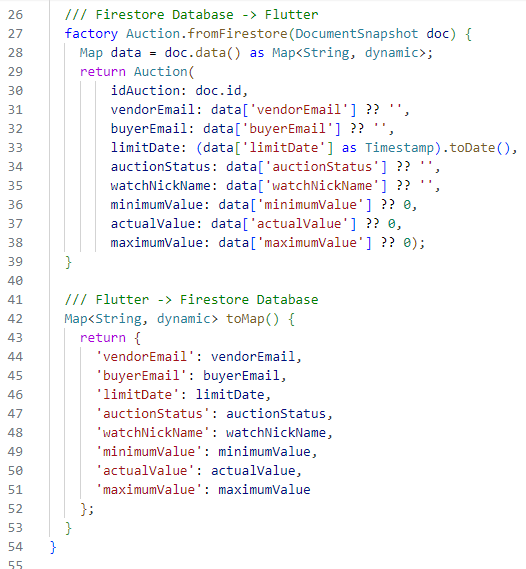 26 /// Firestore Database -> Flutter
27 factory Auction.fromFirestore(DocumentSnapshot doc) {
28 Map data = doc.data() as Map<String, dynamic>;
29 return Auction(
30 idAuction: doc.id,
31 vendorEmail: data['vendorEmail'] ?? '',
32 buyerEmail: data['buyerEmail'] ?? '',
33 limitDate: (data['limitDate'] as Timestamp).toDate(),
34 auctionStatus: data['auctionStatus'] ?? '',
35 watchNickName: data['watchNickName'] ?? '',
36 minimumValue: data['minimumValue'] ?? 0,
37 actualValue: data['actualValue'] ?? 0,
38 maximumValue: data['maximumValue'] ?? 0);
39 }
40
41 /// Flutter -> Firestore Database
42 Map<String, dynamic> toMap() {
43 return {
44 'vendorEmail': vendorEmail,
45 'buyerEmail': buyerEmail,
46 'limitDate': limitDate,
47 'auctionStatus': auctionStatus,
48 'watchNickName': watchNickName,
49 'minimumValue': minimumValue,
50 'actualValue': actualValue,
51 'maximumValue': maximumValue
52 };
53 }
54 }
55